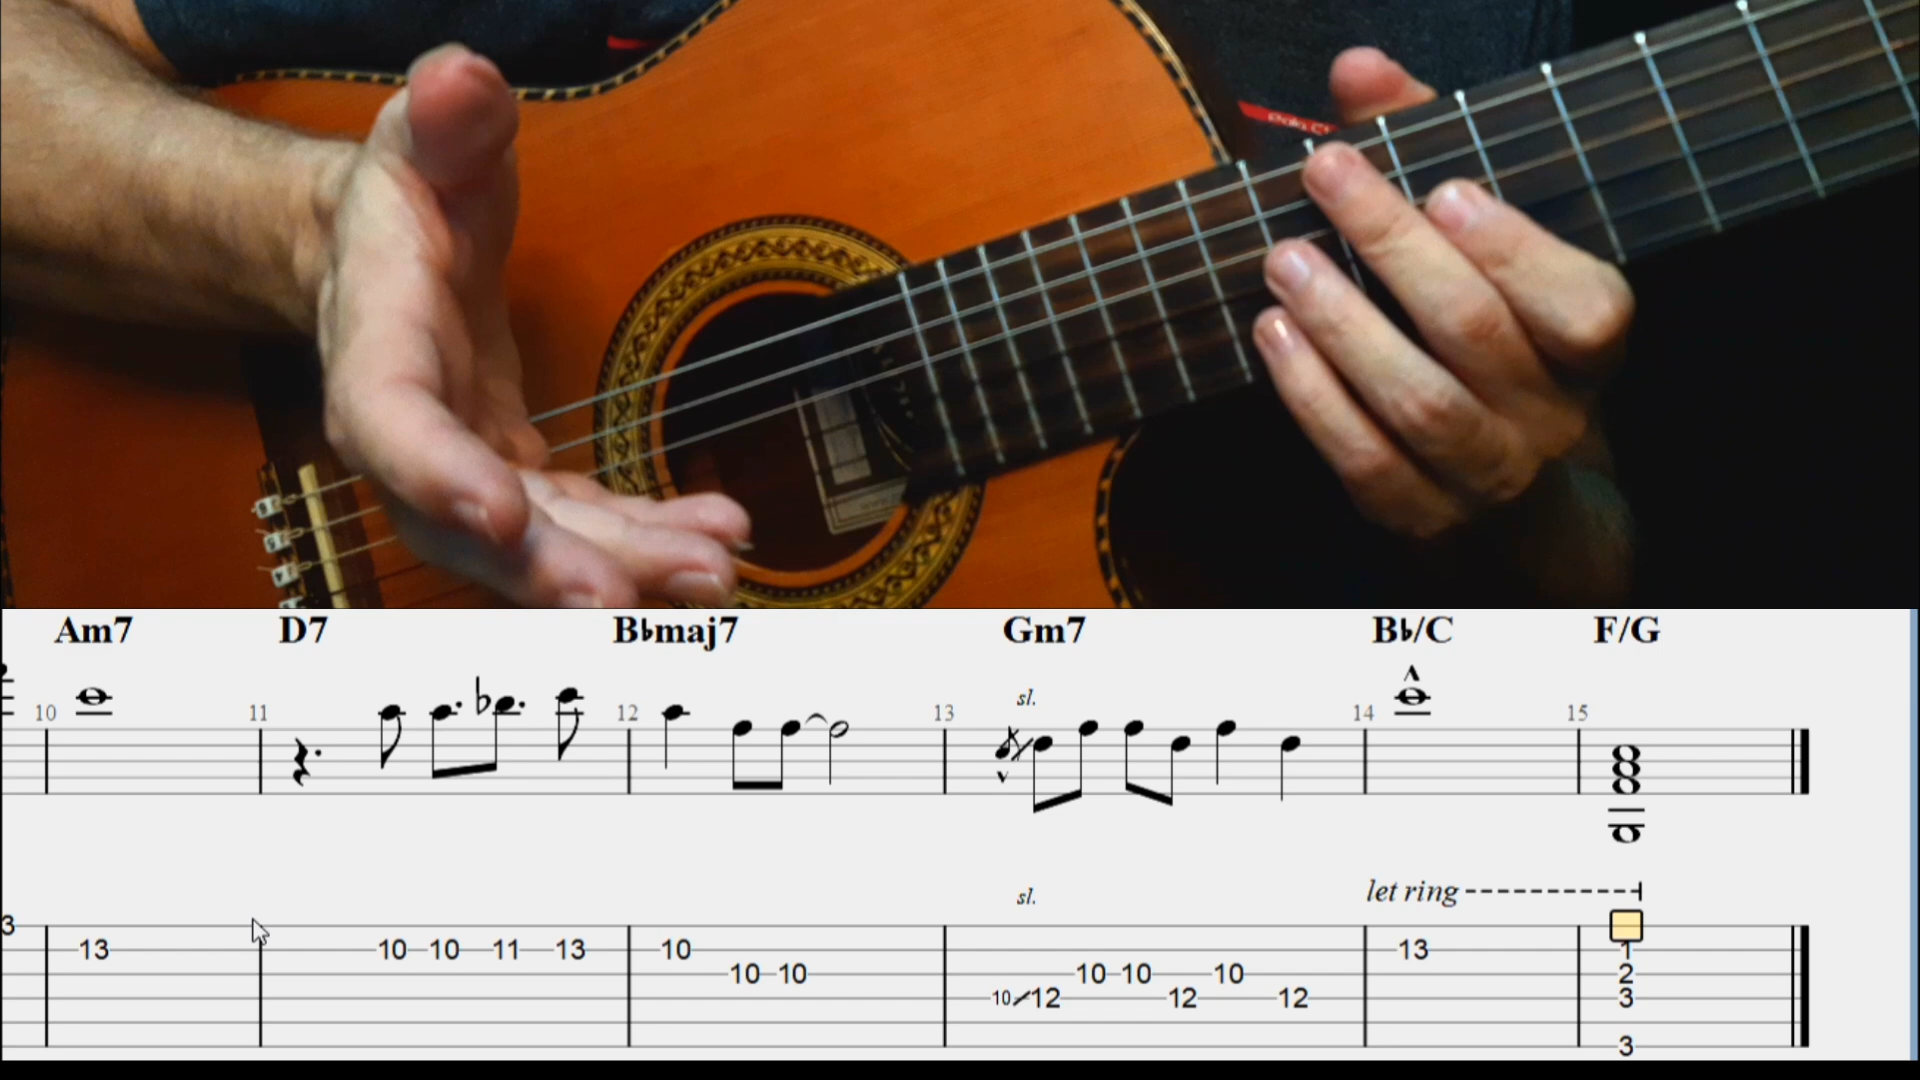 Am7 D7 B♭maj7 Gm7 B♭/C F/G
sl.
10 11 12 13 14 15
let ring
sl.
3
13 10 10 11 13 10 13 1
10 10 10 10 10 2
10 12 12 12 3
3